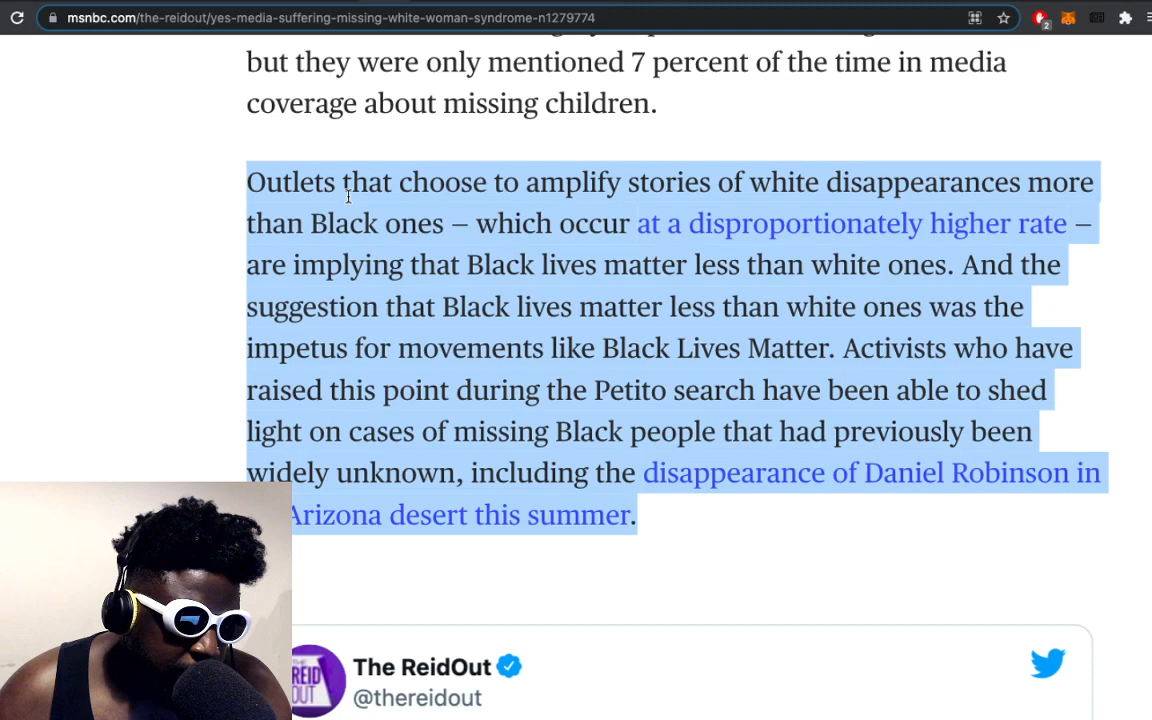 msnbc.com/the-reidout/yes-media-suffering-missing-white-woman-syndrome-n1279774
2
but they were only mentioned 7 percent of the time in media
coverage about missing children.
Outlets that choose to amplify stories of white disappearances more
than Black ones – which occur at a disproportionately higher rate –
are implying that Black lives matter less than white ones. And the
suggestion that Black lives matter less than white ones was the
impetus for movements like Black Lives Matter. Activists who have
raised this point during the Petito search have been able to shed
light on cases of missing Black people that had previously been
widely unknown, including the disappearance of Daniel Robinson in
Arizona desert this summer.
REID
OUT
The ReidOut
@thereidout